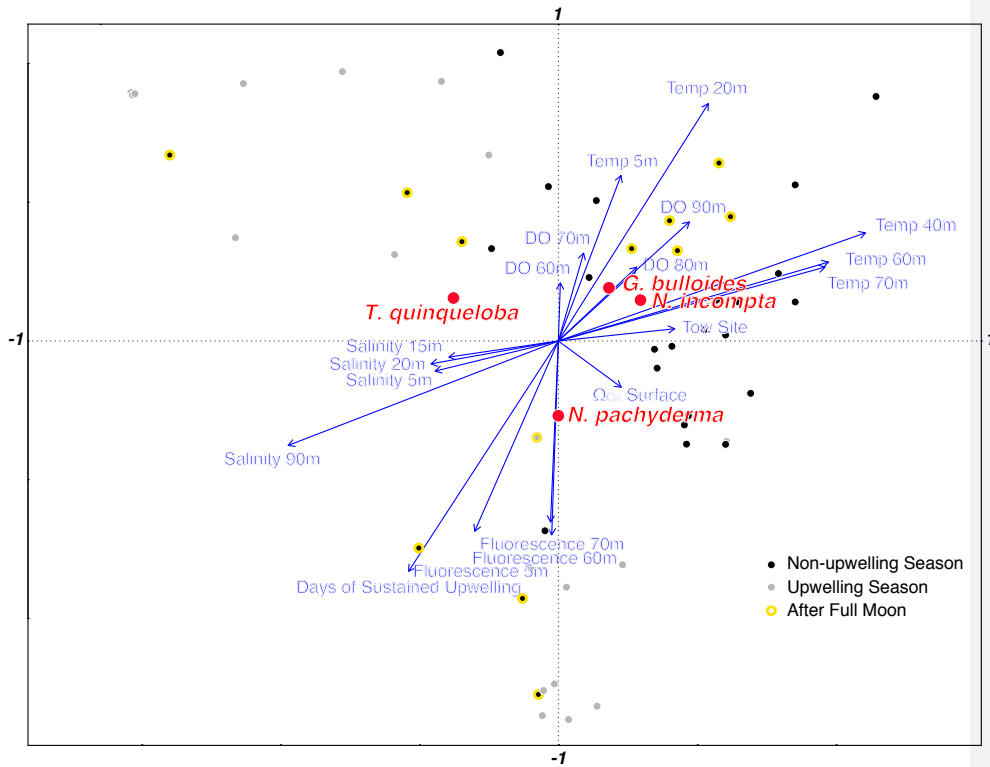 1
Temp 20m
Temp 5m
DO 90m
Temp 40m
DO 70m
Temp 60m
DO 60m
DO 80m
Temp 70m
G. bulloides
N. incompta
T. quinqueloba
Tow Site
-1
Salinity 15m
Salinity 20m
Salinity 5m
Surface
N. pachyderma
Salinity 90m
Fluorescence 70m
Fluorescence 60m
Fluorescence 5m
Days of Sustained Upwelling
Non-upwelling Season
Upwelling Season
After Full Moon
-1